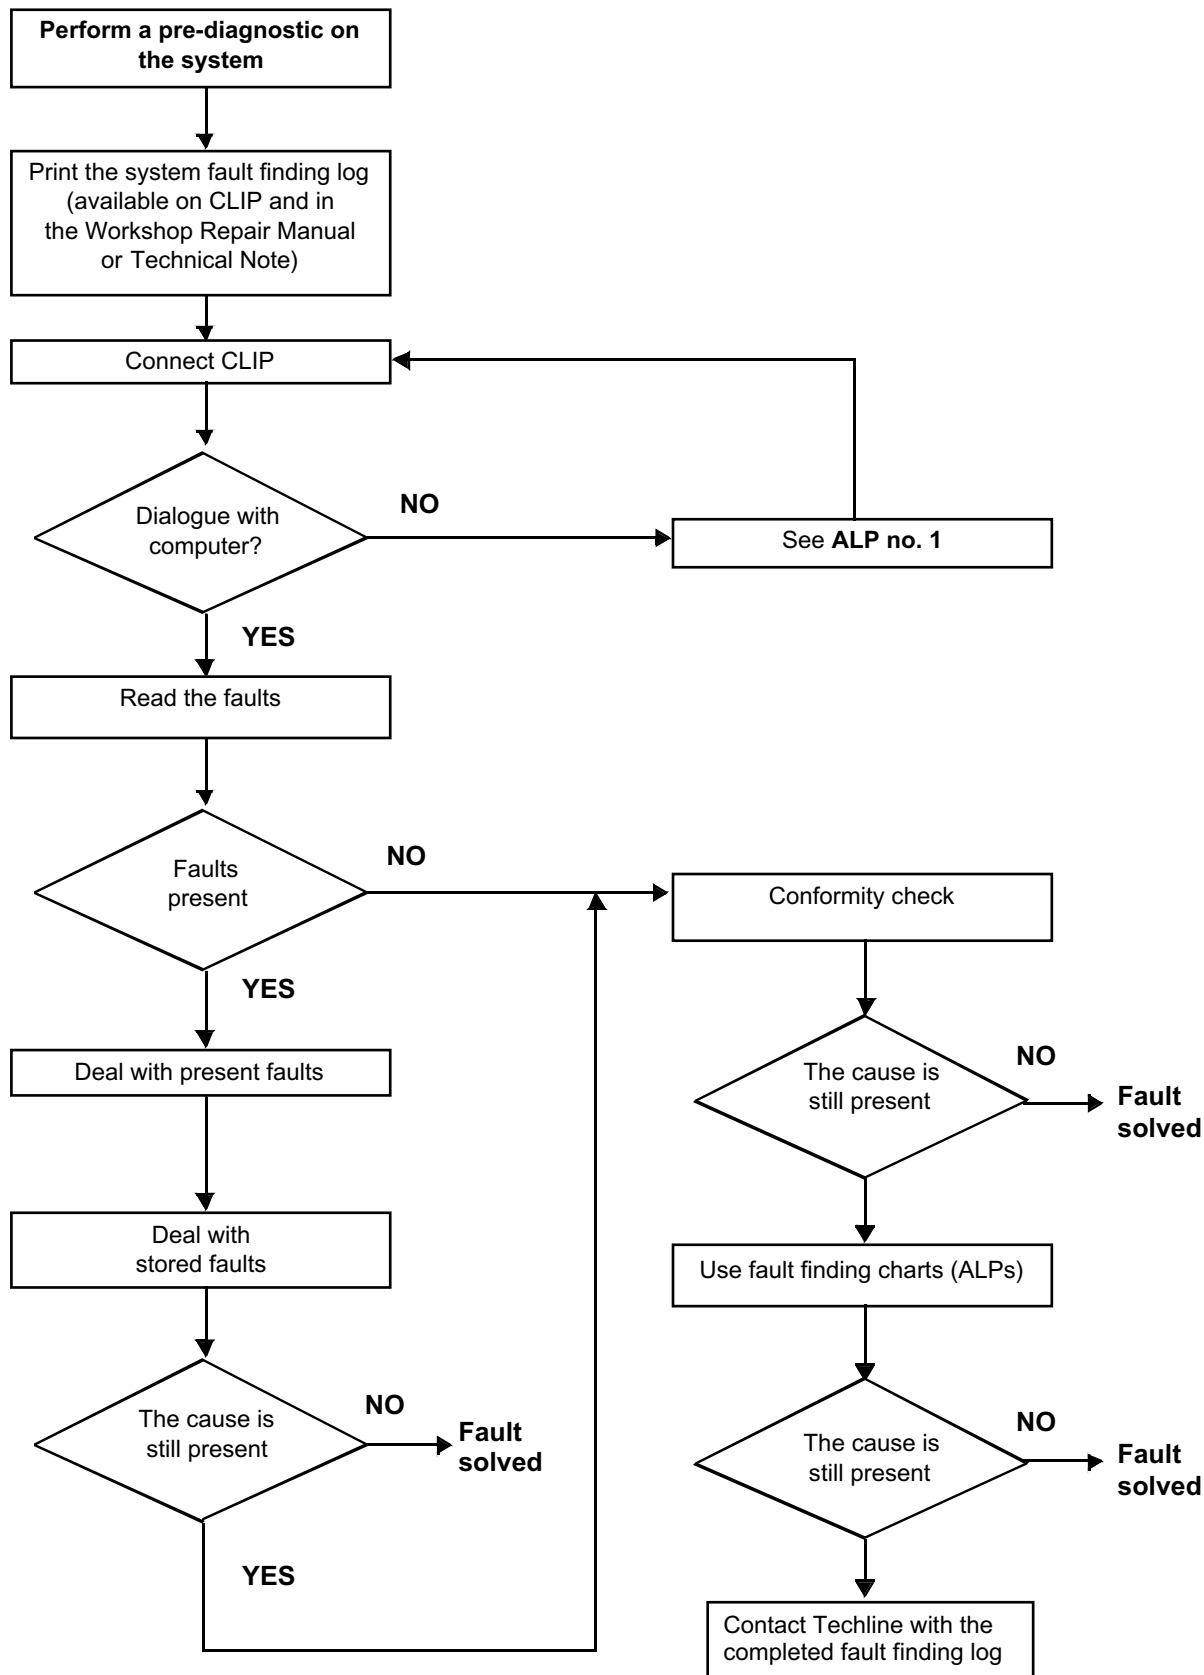 Perform a pre-diagnostic on
the system
Print the system fault finding log
(available on CLIP and in
the Workshop Repair Manual
or Technical Note)
Connect CLIP
Dialogue with
computer?
NO
See ALP no. 1
YES
Read the faults
Faults
present
NO
Conformity check
YES
Deal with present faults
The cause is
still present
NO
Fault
solved
Deal with
stored faults
Use fault finding charts (ALPs)
The cause is
still present
NO
Fault
solved
The cause is
still present
NO
Fault
solved
YES
Contact Techline with the
completed fault finding log